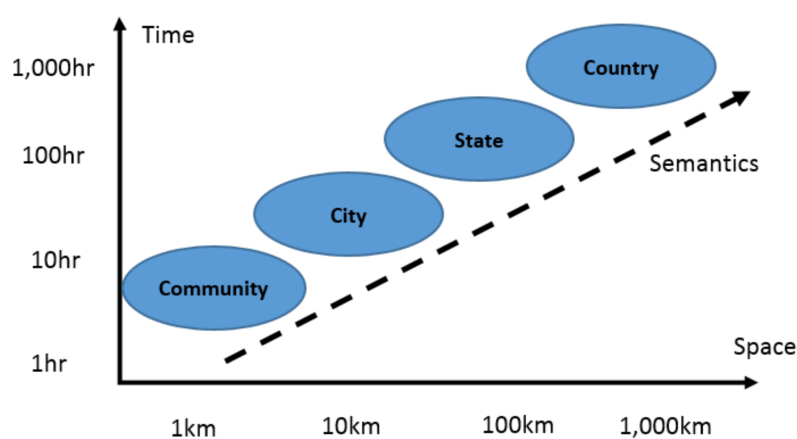 Time
1,000hr
Country
100hr
State
Semantics
City
10hr
Community
1hr
Space
1km
10km
100km
1,000km